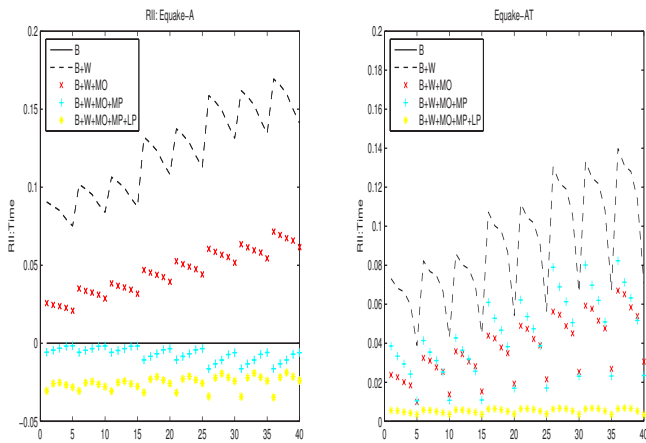 RII: Equake-A
0.2
0.15
0.1
0.05
0
−0.05
RII:Time
B
B+W
B+W+MO
B+W+MO+MP
B+W+MO+MP+LP
0 5 10 15 20 25 30 35 40
Equake-AT
0.2
0.18
0.16
0.14
0.12
0.1
0.08
0.06
0.04
0.02
0
RII:Time
B
B+W
B+W+MO
B+W+MO+MP
B+W+MO+MP+LP
0 5 10 15 20 25 30 35 40